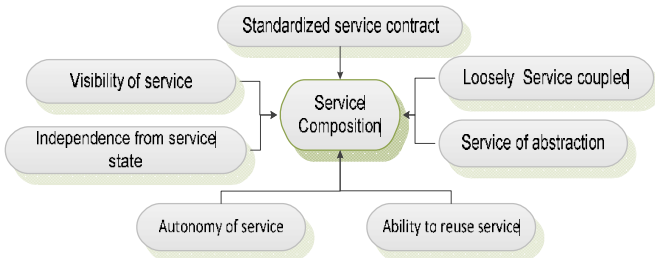 Standardized service contract
Visibility of service
Loosely Service coupled
Service
Composition
Independence from service
state
Service of abstraction
Autonomy of service
Ability to reuse service